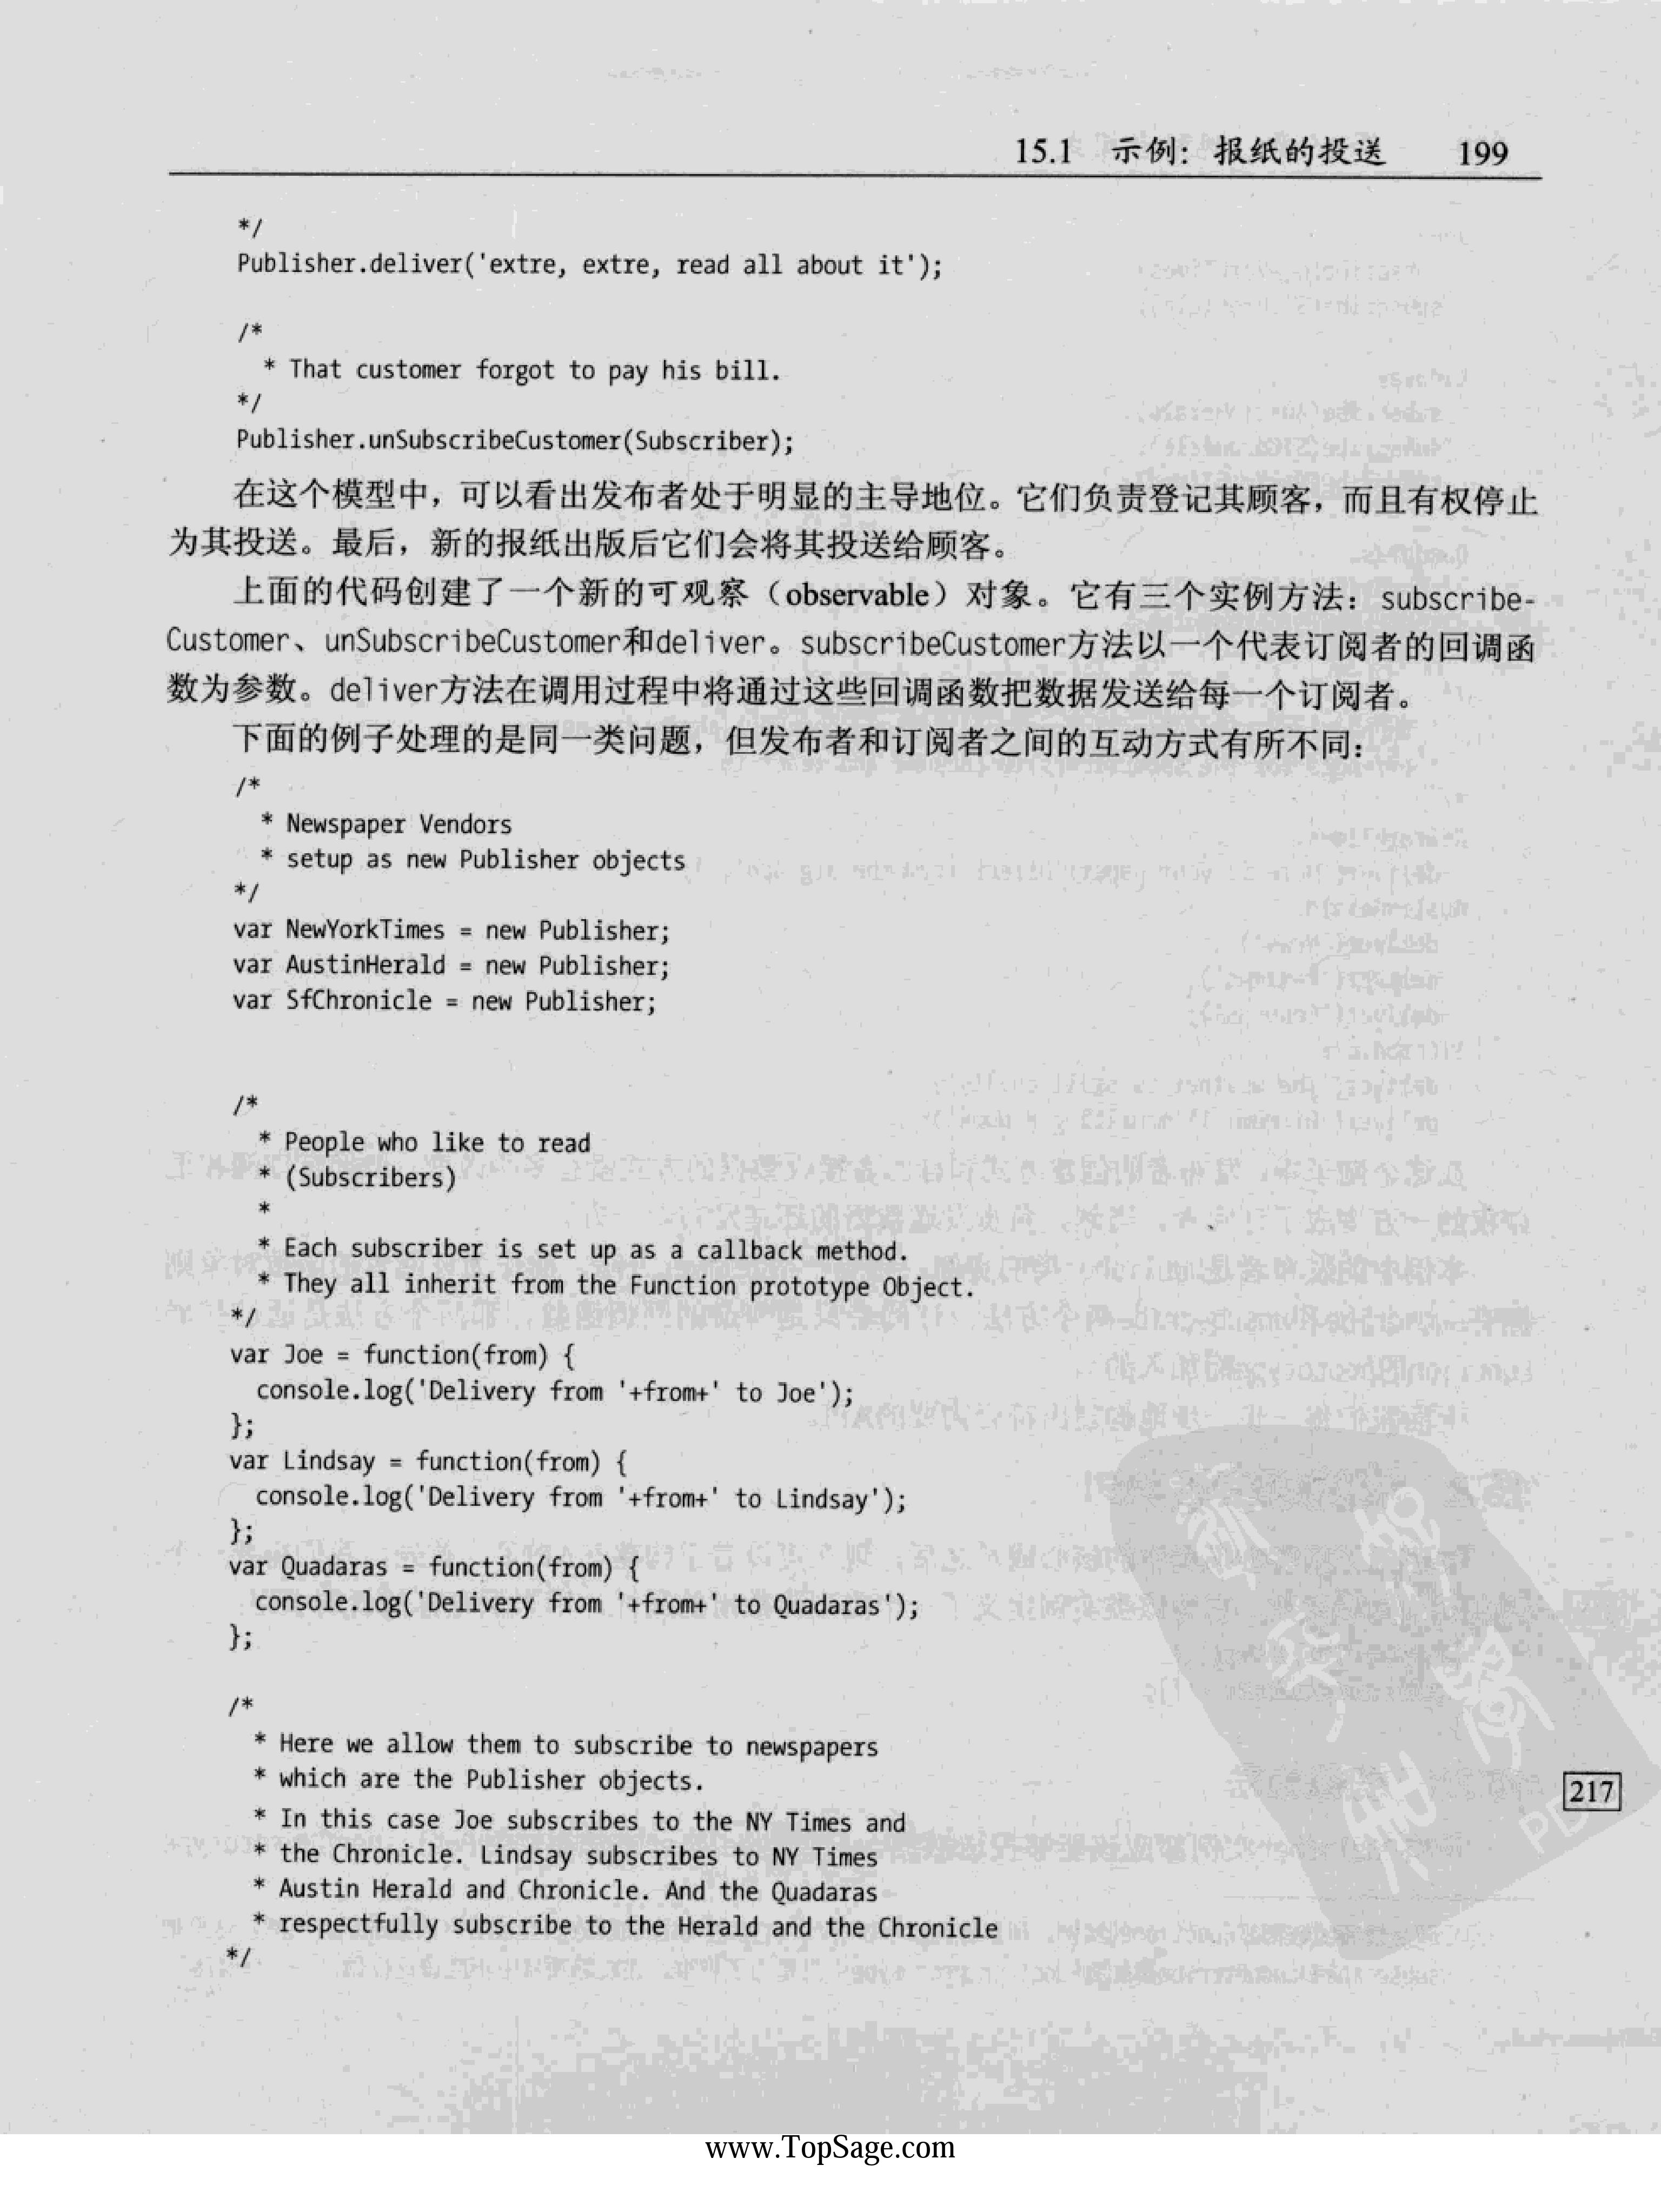 15.1 示例：报纸的投送 199
*/
Publisher.deliver('extre, extre, read all about it');
/*
* That customer forgot to pay his bill.
*/
Publisher.unSubscribeCustomer(Subscriber);
在这个模型中，可以看出发布者处于明显的主导地位。它们负责登记其顾客，而且有权停止
为其投送。最后，新的报纸出版后它们会将其投送给顾客。
上面的代码创建了一个新的可观察（observable）对象。它有三个实例方法：subscribe-
Customer、unSubscribeCustomer和deliver。subscribeCustomer方法以一个代表订阅者的回调函
数为参数。deliver方法在调用过程中将通过这些回调函数把数据发送给每一个订阅者。
下面的例子处理的是同一类问题，但发布者和订阅者之间的互动方式有所不同：
/*
* Newspaper Vendors
* setup as new Publisher objects
*/
var NewYorkTimes = new Publisher;
var AustinHerald = new Publisher;
var SfChronicle = new Publisher;
/*
* People who like to read
* (Subscribers)
*
* Each subscriber is set up as a callback method.
* They all inherit from the Function prototype Object.
*/
var Joe = function(from) {
console.log('Delivery from '+from+' to Joe');
};
var Lindsay = function(from) {
console.log('Delivery from '+from+' to Lindsay');
};
var Quadaras = function(from) {
console.log('Delivery from '+from+' to Quadaras');
};
/*
* Here we allow them to subscribe to newspapers
* which are the Publisher objects.
* In this case Joe subscribes to the NY Times and
* the Chronicle. Lindsay subscribes to NY Times
* Austin Herald and Chronicle. And the Quadaras
* respectfully subscribe to the Herald and the Chronicle
*/
217
www.TopSage.com